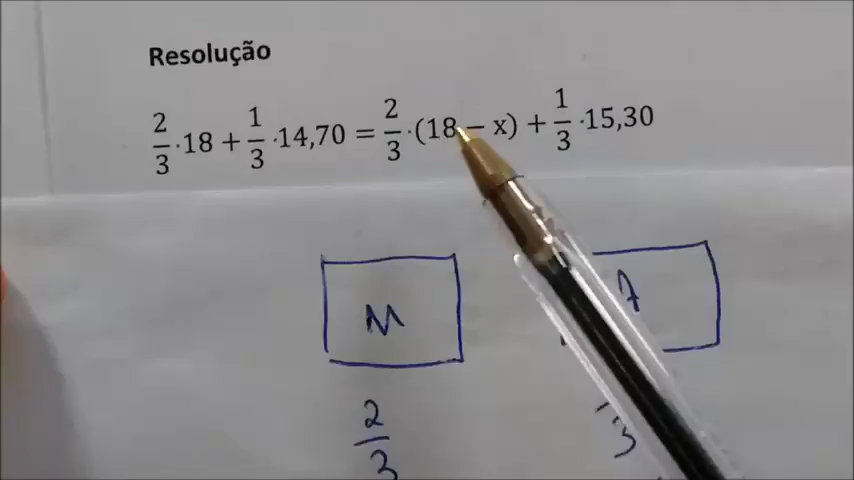 Resolução
2/3 · 18 + 1/3 · 14,70 = 2/3 · (18 − x) + 1/3 · 15,30
M
2/3